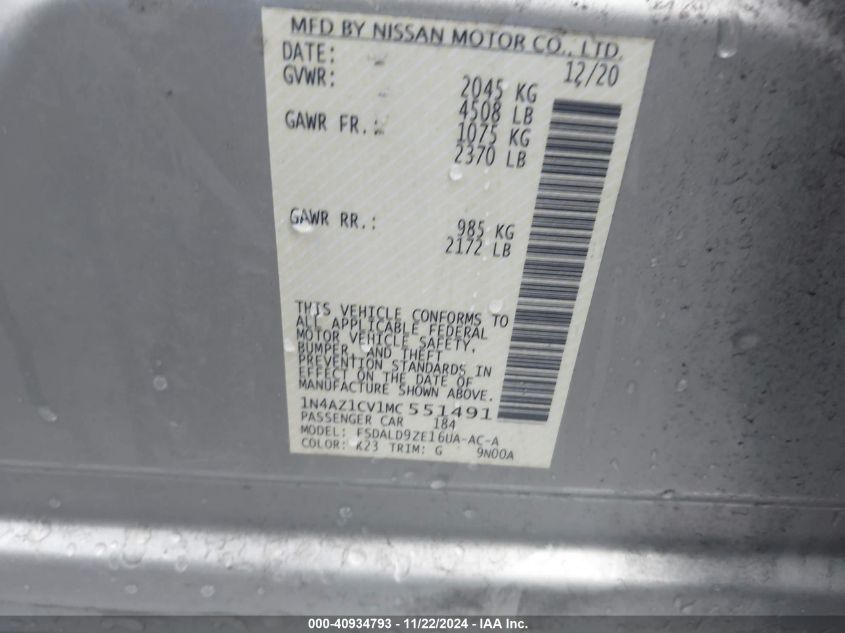 MFD BY NISSAN MOTOR CO., LTD.
DATE: 12/20
GVWR: 2045 KG
4508 LB
GAWR FR.: 1075 KG
2370 LB
GAWR RR.: 985 KG
2172 LB
THIS VEHICLE CONFORMS TO
ALL APPLICABLE FEDERAL
MOTOR VEHICLE SAFETY,
BUMPER, AND THEFT
PREVENTION STANDARDS IN
EFFECT ON THE DATE OF
MANUFACTURE SHOWN ABOVE.
1N4AZ1CV1MC 551491
PASSENGER CAR 184
MODEL: FSDALD9ZE16UA-AC-A
COLOR: K23 TRIM: G 9N00A
000-40934793 - 11/22/2024 - IAA Inc.